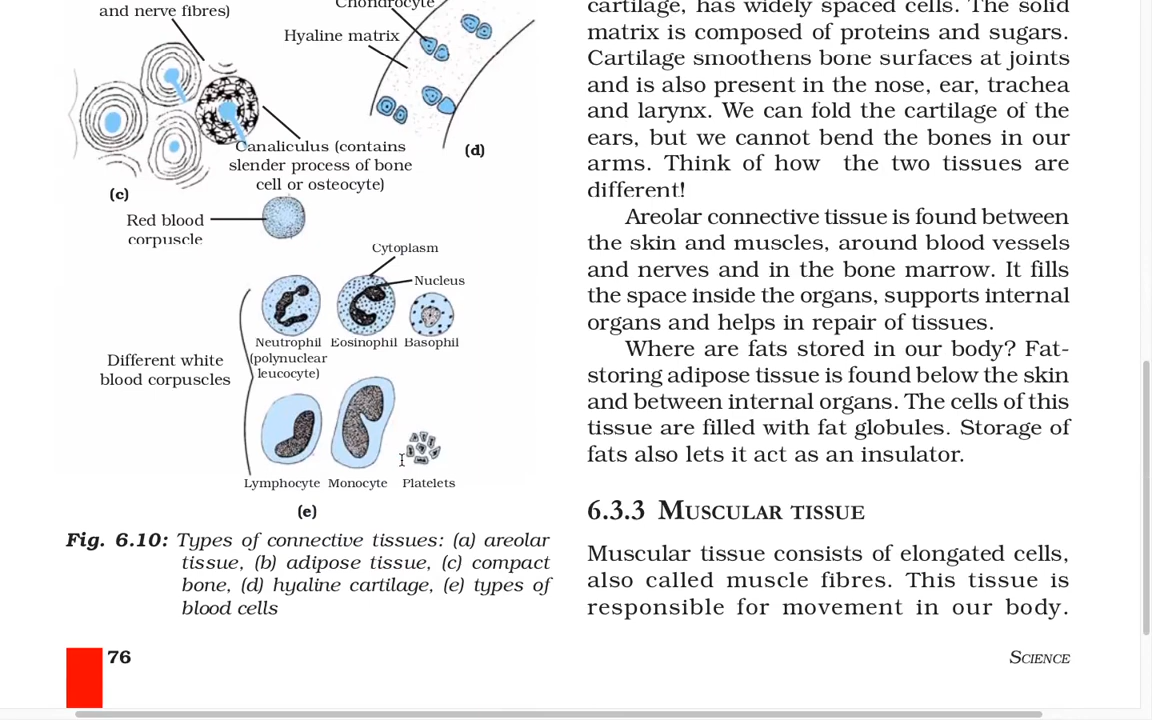 and nerve fibres)
Chondrocyte
Hyaline matrix
Canaliculus (contains
slender process of bone
cell or osteocyte)
(c)
(d)
Red blood
corpuscle
Cytoplasm
Nucleus
Neutrophil
(polynuclear
leucocyte)
Eosinophil
Basophil
Different white
blood corpuscles
Lymphocyte
Monocyte
Platelets
(e)
Fig. 6.10: Types of connective tissues: (a) areolar
tissue, (b) adipose tissue, (c) compact
bone, (d) hyaline cartilage, (e) types of
blood cells
cartilage, has widely spaced cells. The solid
matrix is composed of proteins and sugars.
Cartilage smoothens bone surfaces at joints
and is also present in the nose, ear, trachea
and larynx. We can fold the cartilage of the
ears, but we cannot bend the bones in our
arms. Think of how the two tissues are
different!
Areolar connective tissue is found between
the skin and muscles, around blood vessels
and nerves and in the bone marrow. It fills
the space inside the organs, supports internal
organs and helps in repair of tissues.
Where are fats stored in our body? Fat-
storing adipose tissue is found below the skin
and between internal organs. The cells of this
tissue are filled with fat globules. Storage of
fats also lets it act as an insulator.
6.3.3 MUSCULAR TISSUE
Muscular tissue consists of elongated cells,
also called muscle fibres. This tissue is
responsible for movement in our body.
76
SCIENCE